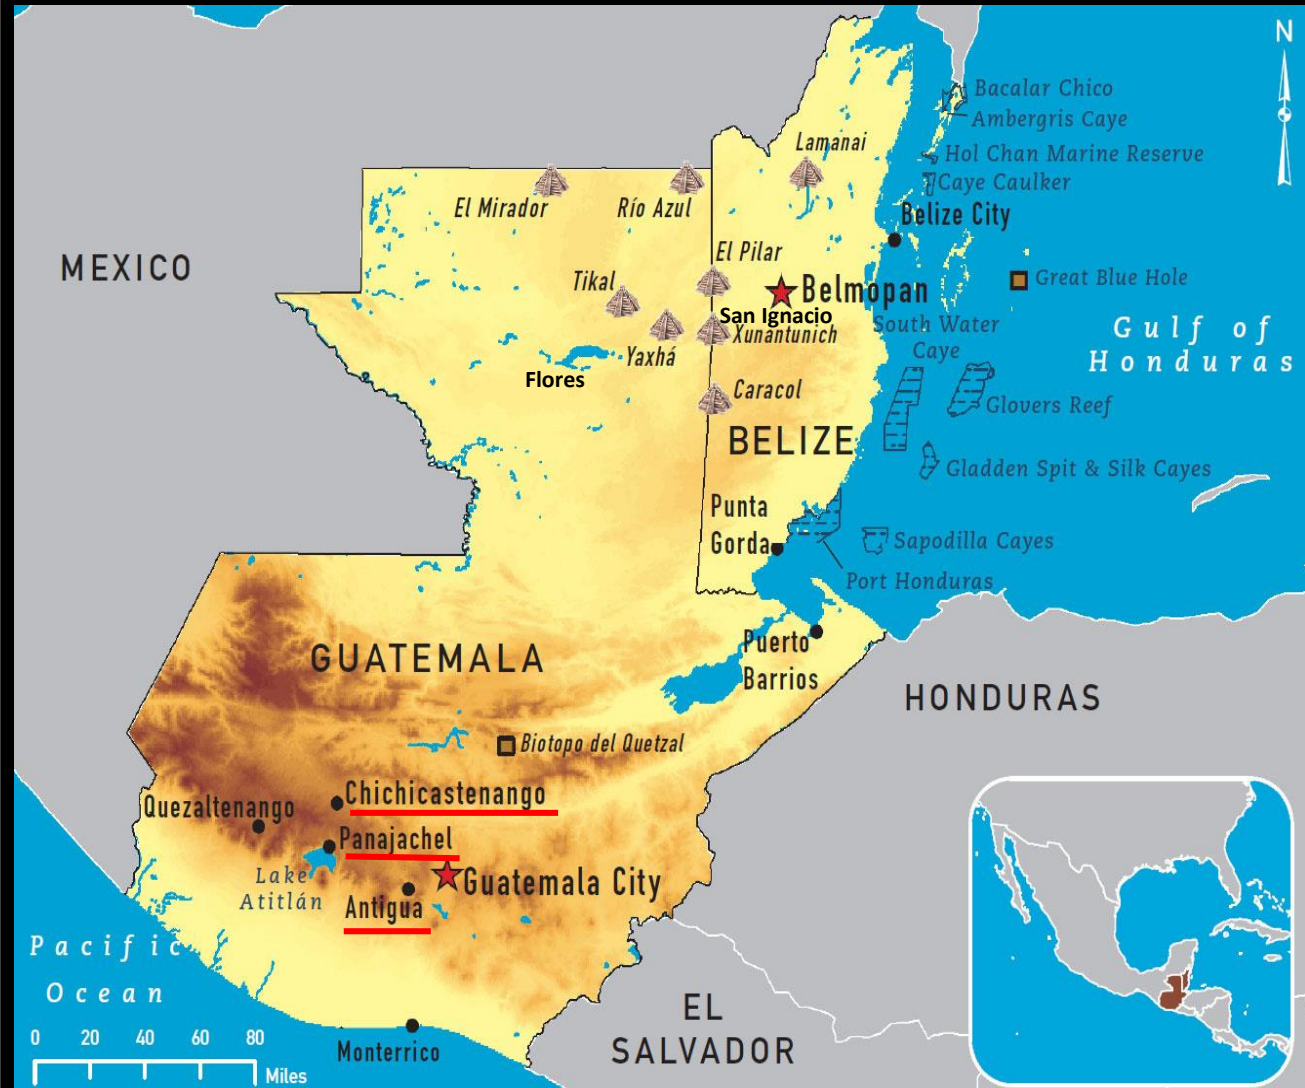 N
Bacalar Chico
Ambergris Caye
Lamanai
Hol Chan Marine Reserve
Caye Caulker
El Mirador
Río Azul
Belize City
MEXICO
El Pilar
Tikal
Belmopan
Great Blue Hole
San Ignacio
Xunantunich
South Water
Caye
Gulf of
Honduras
Yaxhá
Flores
Caracol
Glovers Reef
BELIZE
Gladden Spit & Silk Cayes
Punta
Gorda
Sapodilla Cayes
Port Honduras
GUATEMALA
Puerto
Barrios
HONDURAS
Biotopo del Quetzal
Chichicastenango
Quezaltenango
Panajachel
Lake
Atitlán
Guatemala City
Antigua
Pacific
Ocean
EL
SALVADOR
0 20 40 60 80
Miles
Monterrico